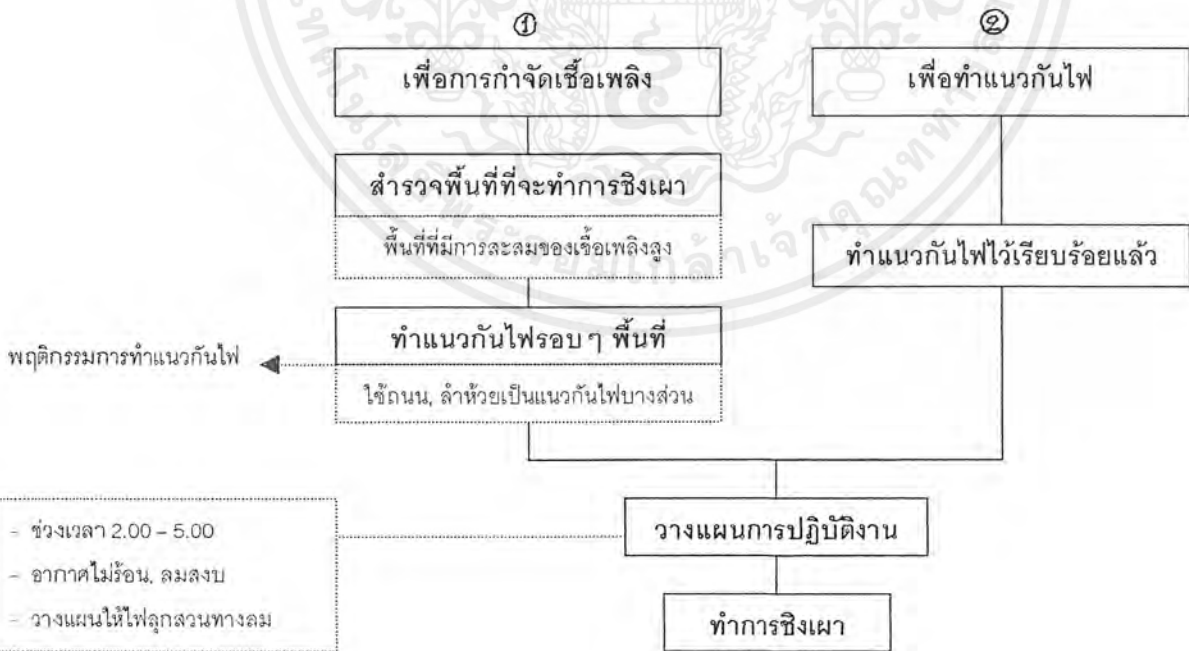 ①
②
เพื่อการกำจัดเชื้อเพลิง
เพื่อทำแนวกันไฟ
สำรวจพื้นที่ที่จะทำการชิงเผา
พื้นที่ที่มีการสะสมของเชื้อเพลิงสูง
ทำแนวกันไฟไว้เรียบร้อยแล้ว
ทำแนวกันไฟรอบๆ พื้นที่
พฤติกรรมการทำแนวกันไฟ
ใช้ถนน, ลำห้วยเป็นแนวกันไฟบางส่วน
วางแผนการปฏิบัติงาน
- ช่วงเวลา 2.00 – 5.00
- อากาศไม่ร้อน, ลมสงบ
- วางแผนให้ไฟลุกสวนทางลม
ทำการชิงเผา